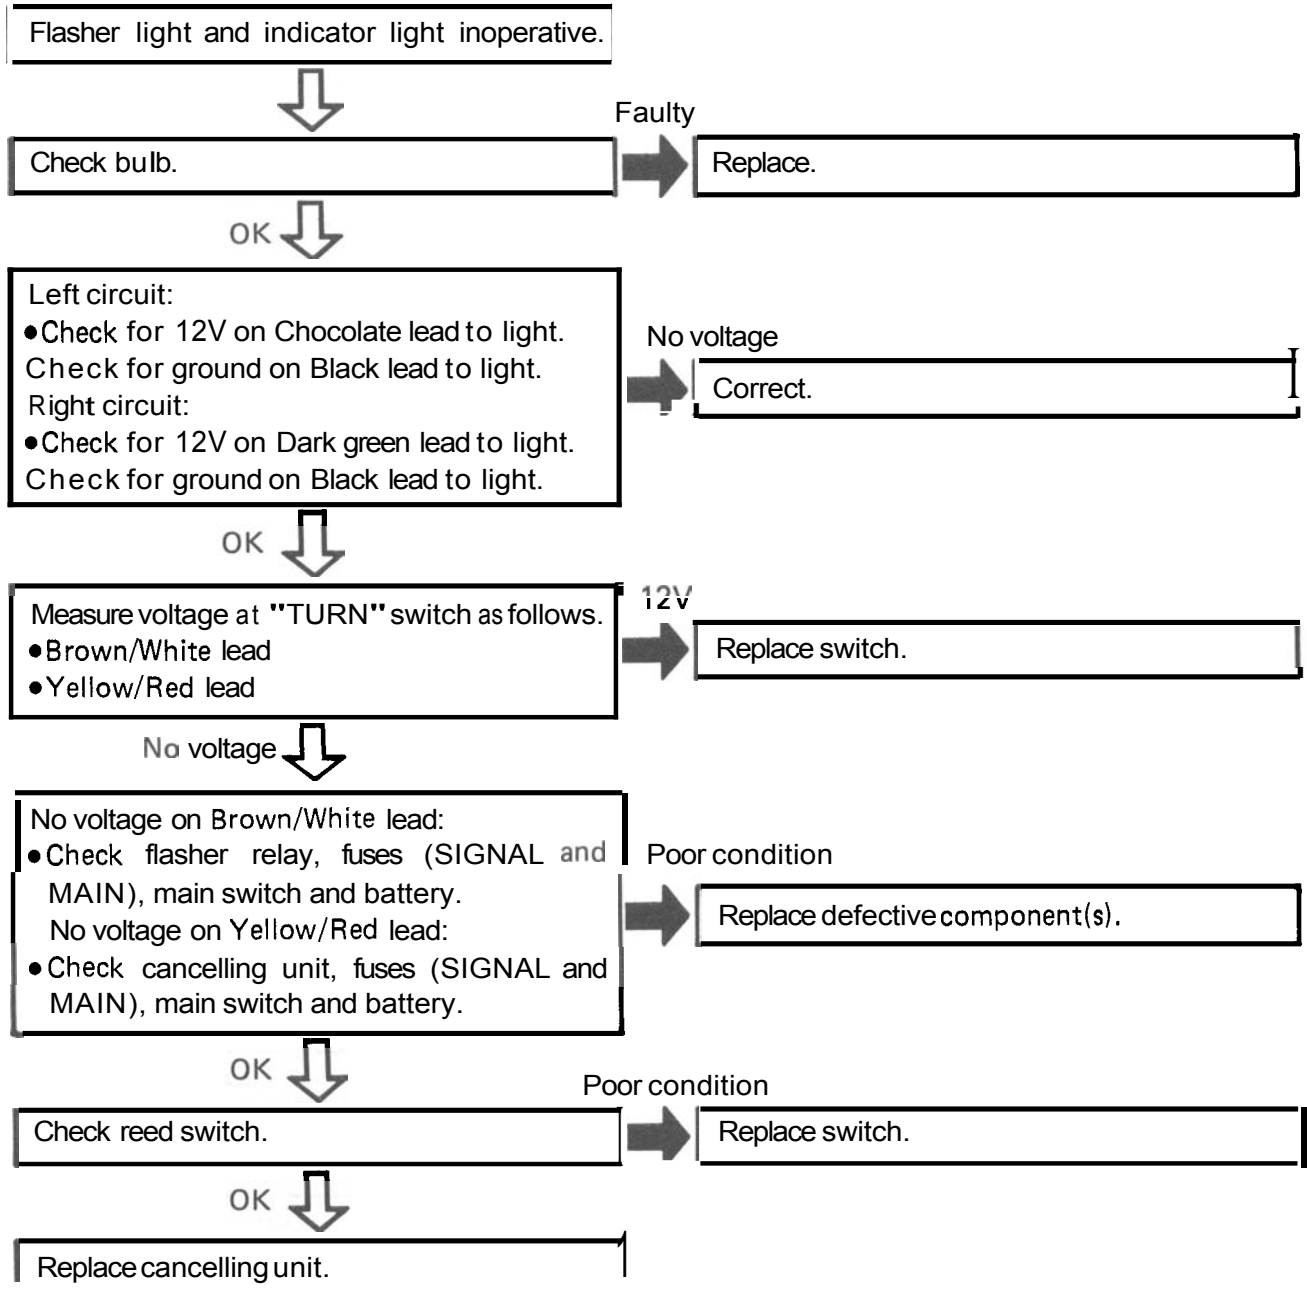 Flasher light and indicator light inoperative.
Faulty
Check bulb.
Replace.
OK
Left circuit:
●Check for 12V on Chocolate lead to light.
Check for ground on Black lead to light.
Right circuit:
●Check for 12V on Dark green lead to light.
Check for ground on Black lead to light.
No voltage
Correct.
OK
Measure voltage at "TURN" switch as follows.
●Brown/White lead
●Yellow/Red lead
12V
Replace switch.
No voltage
No voltage on Brown/White lead:
●Check flasher relay, fuses (SIGNAL and
MAIN), main switch and battery.
No voltage on Yellow/Red lead:
●Check cancelling unit, fuses (SIGNAL and
MAIN), main switch and battery.
Poor condition
Replace defective component(s).
OK
Poor condition
Check reed switch.
Replace switch.
OK
Replace cancelling unit.